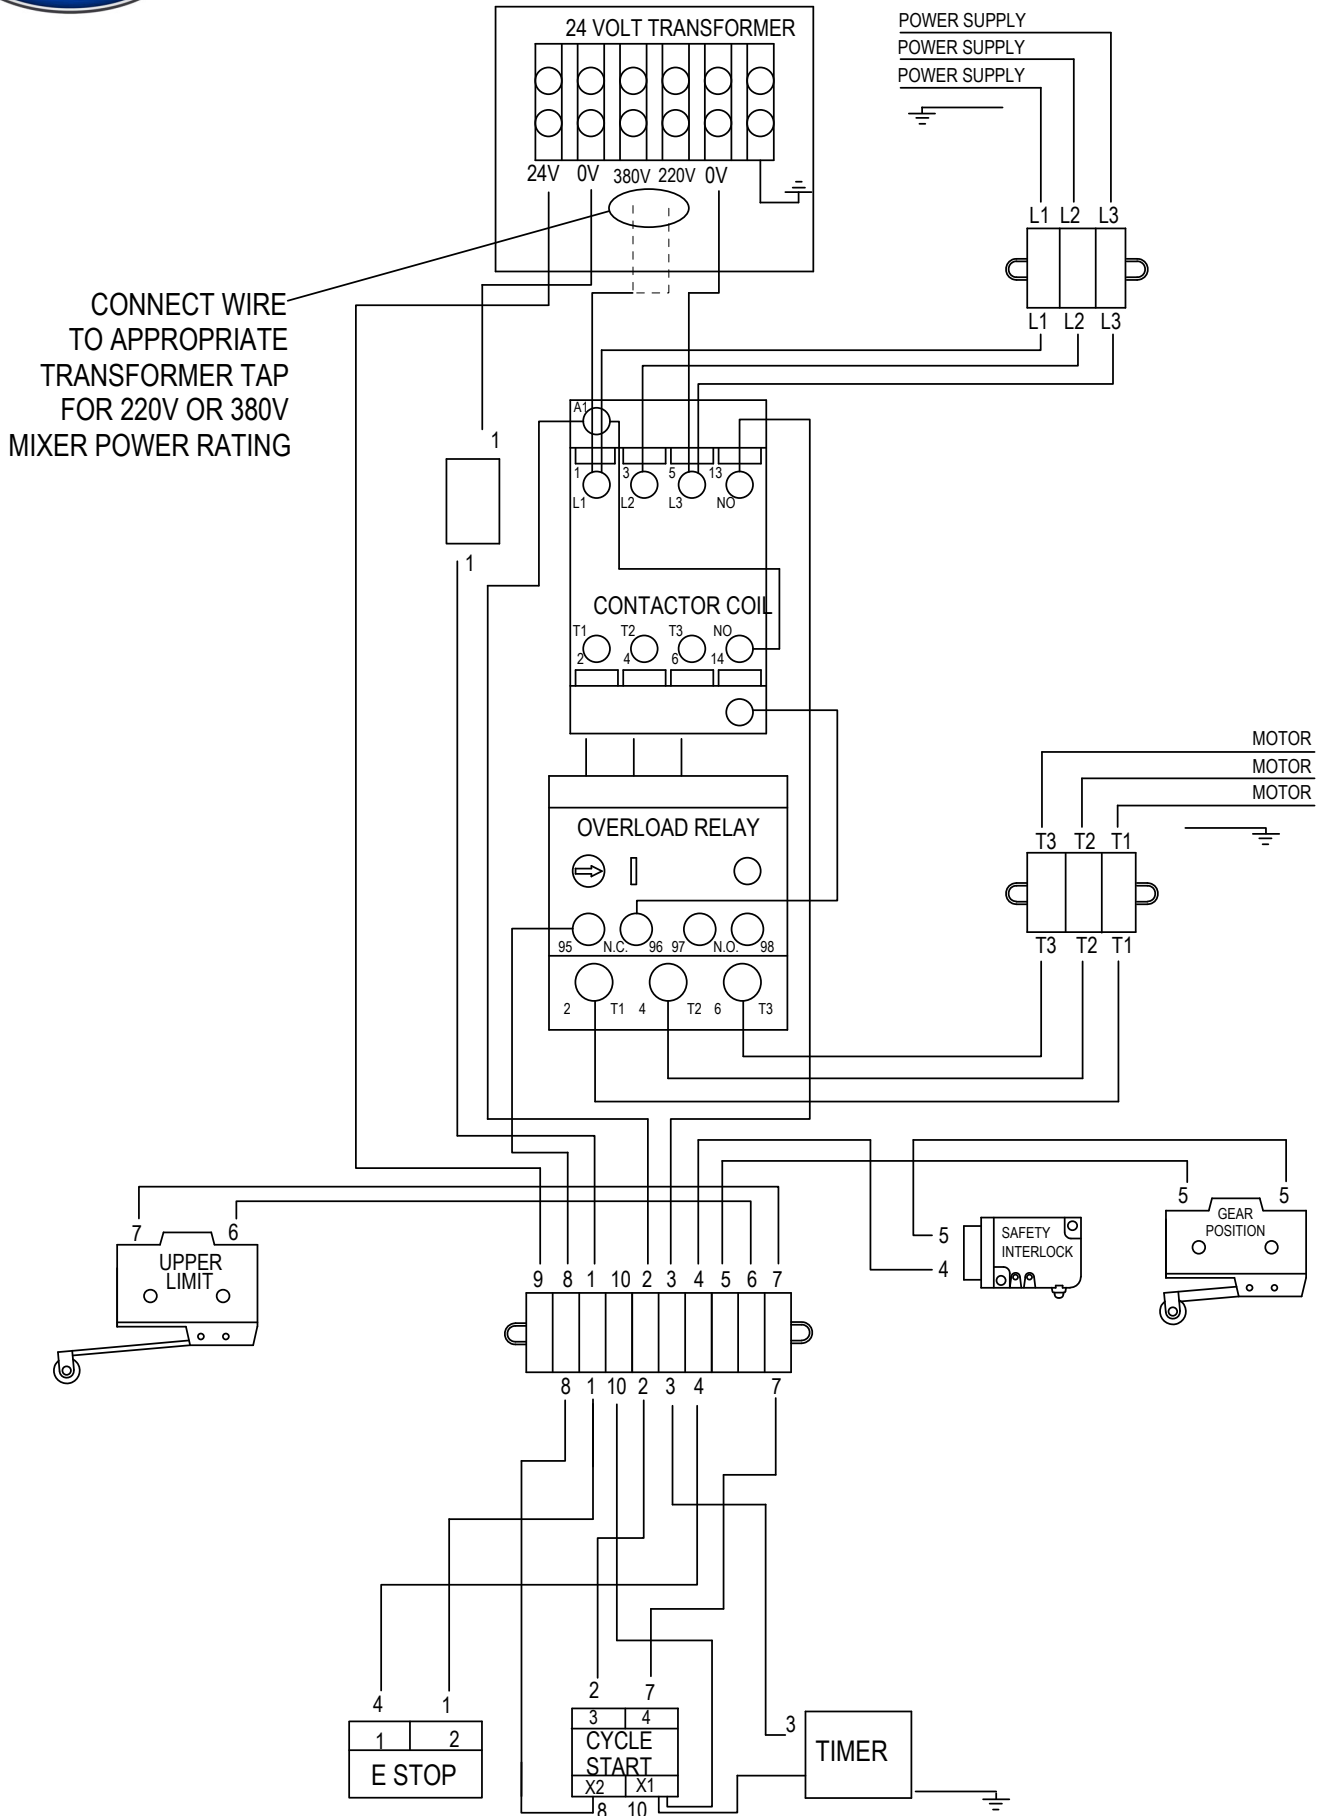 24 VOLT TRANSFORMER
24V 0V 380V 220V 0V
POWER SUPPLY
POWER SUPPLY
POWER SUPPLY
L1 L2 L3
L1 L2 L3
CONNECT WIRE
TO APPROPRIATE
TRANSFORMER TAP
FOR 220V OR 380V
MIXER POWER RATING
1
1
A1
1 3 5 13
L1 L2 L3 NO
CONTACTOR COIL
T1 T2 T3 NO
2 4 6 14
OVERLOAD RELAY
95 N.C. 96 97 N.O. 98
2 T1 4 T2 6 T3
MOTOR
MOTOR
MOTOR
T3 T2 T1
T3 T2 T1
7 6
UPPER
LIMIT
5
4
SAFETY
INTERLOCK
5 5
GEAR
POSITION
9 8 1 10 2 3 4 5 6 7
8 1 10 2 3 4 7
4 1
1 2
E STOP
2 7
3 4
CYCLE
START
X2 X1
8 10
3
TIMER